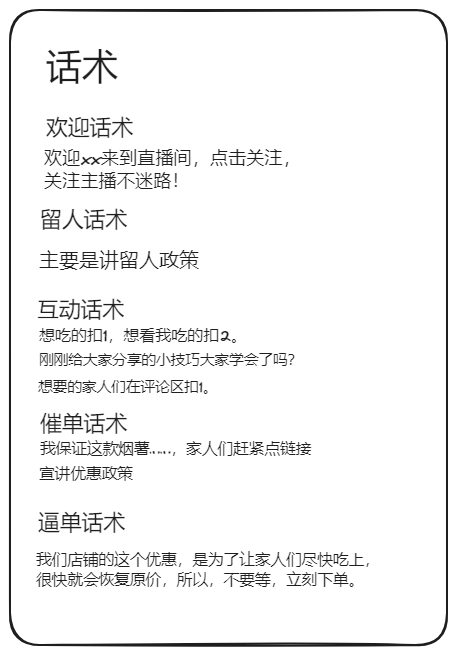 话术
欢迎话术
欢迎xx来到直播间，点击关注，
关注主播不迷路！
留人话术
主要是讲留人政策
互动话术
想吃的扣1，想看我吃的扣2。
刚刚给大家分享的小技巧大家学会了吗？
想要的家人们在评论区扣1。
催单话术
我保证这款烟薯……，家人们赶紧点链接
宣讲优惠政策
逼单话术
我们店铺的这个优惠，是为了让家人们尽快吃上，
很快就会恢复原价，所以，不要等，立刻下单。